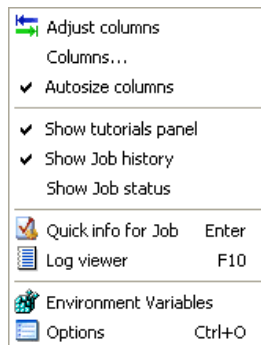 Adjust columns
Columns...
Autosize columns
Show tutorials panel
Show Job history
Show Job status
Quick info for Job Enter
Log viewer F10
Environment Variables
Options Ctrl+O